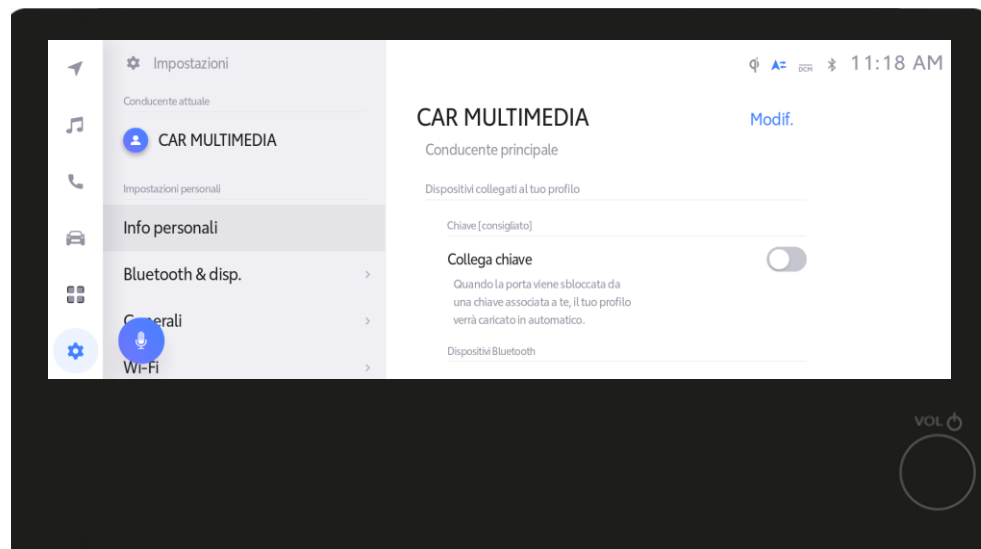 Impostazioni
Conducente attuale
CAR MULTIMEDIA
Impostazioni personali
Info personali
Bluetooth & disp.
Wi-Fi
DCM
11:18 AM
CAR MULTIMEDIA
Modif.
Conducente principale
Dispositivi collegati al tuo profilo
Chiave [consigliato]
Collega chiave
Quando la porta viene sbloccata da
una chiave associata a te, il tuo profilo
verrà caricato in automatico.
Dispositivi Bluetooth
VOL